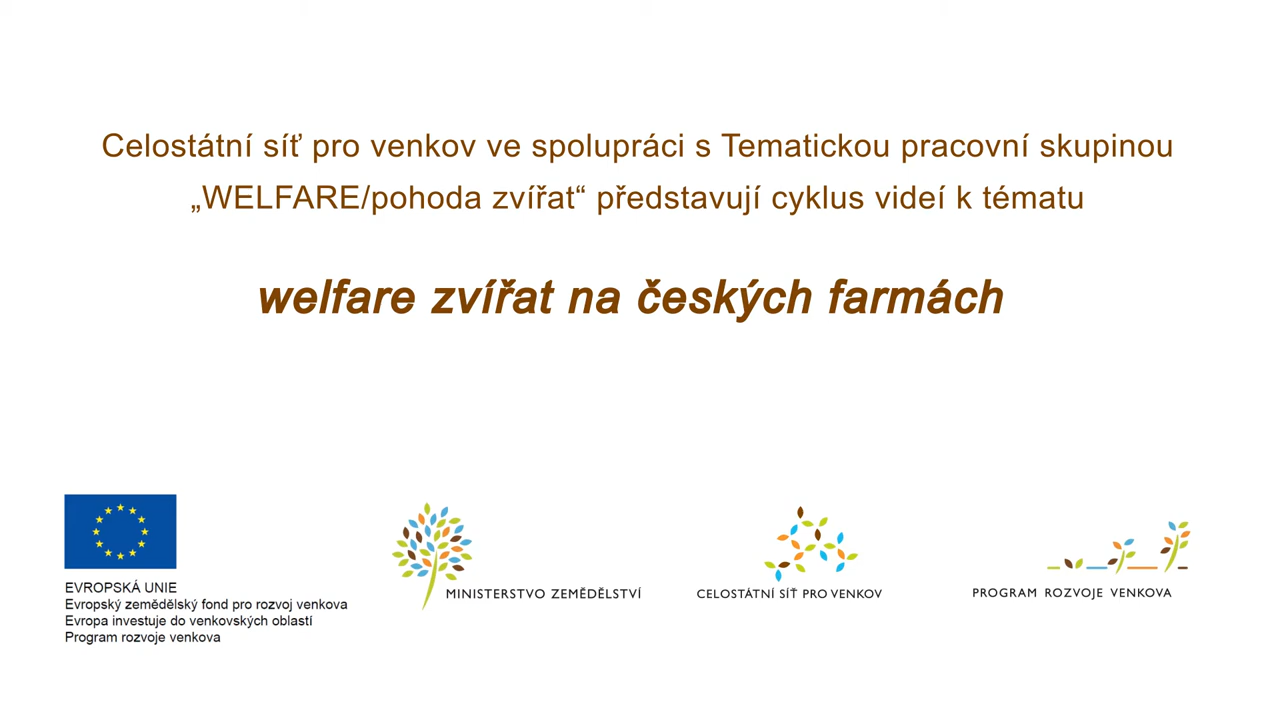 Celostátní síť pro venkov ve spolupráci s Tematickou pracovní skupinou
„WELFARE/pohoda zvířat“ představují cyklus videí k tématu
welfare zvířat na českých farmách
EVROPSKÁ UNIE
Evropský zemědělský fond pro rozvoj venkova
Evropa investuje do venkovských oblastí
Program rozvoje venkova
MINISTERSTVO ZEMĚDĚLSTVÍ
CELOSTÁTNÍ SÍŤ PRO VENKOV
PROGRAM ROZVOJE VENKOVA